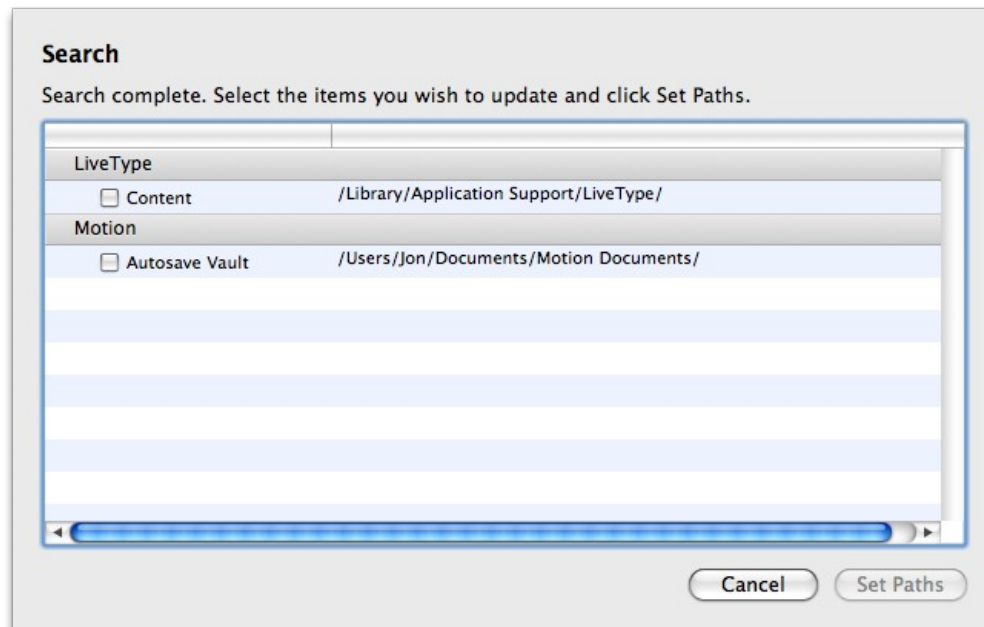 Search
Search complete. Select the items you wish to update and click Set Paths.
LiveType
Content /Library/Application Support/LiveType/
Motion
Autosave Vault /Users/Jon/Documents/Motion Documents/
Cancel Set Paths